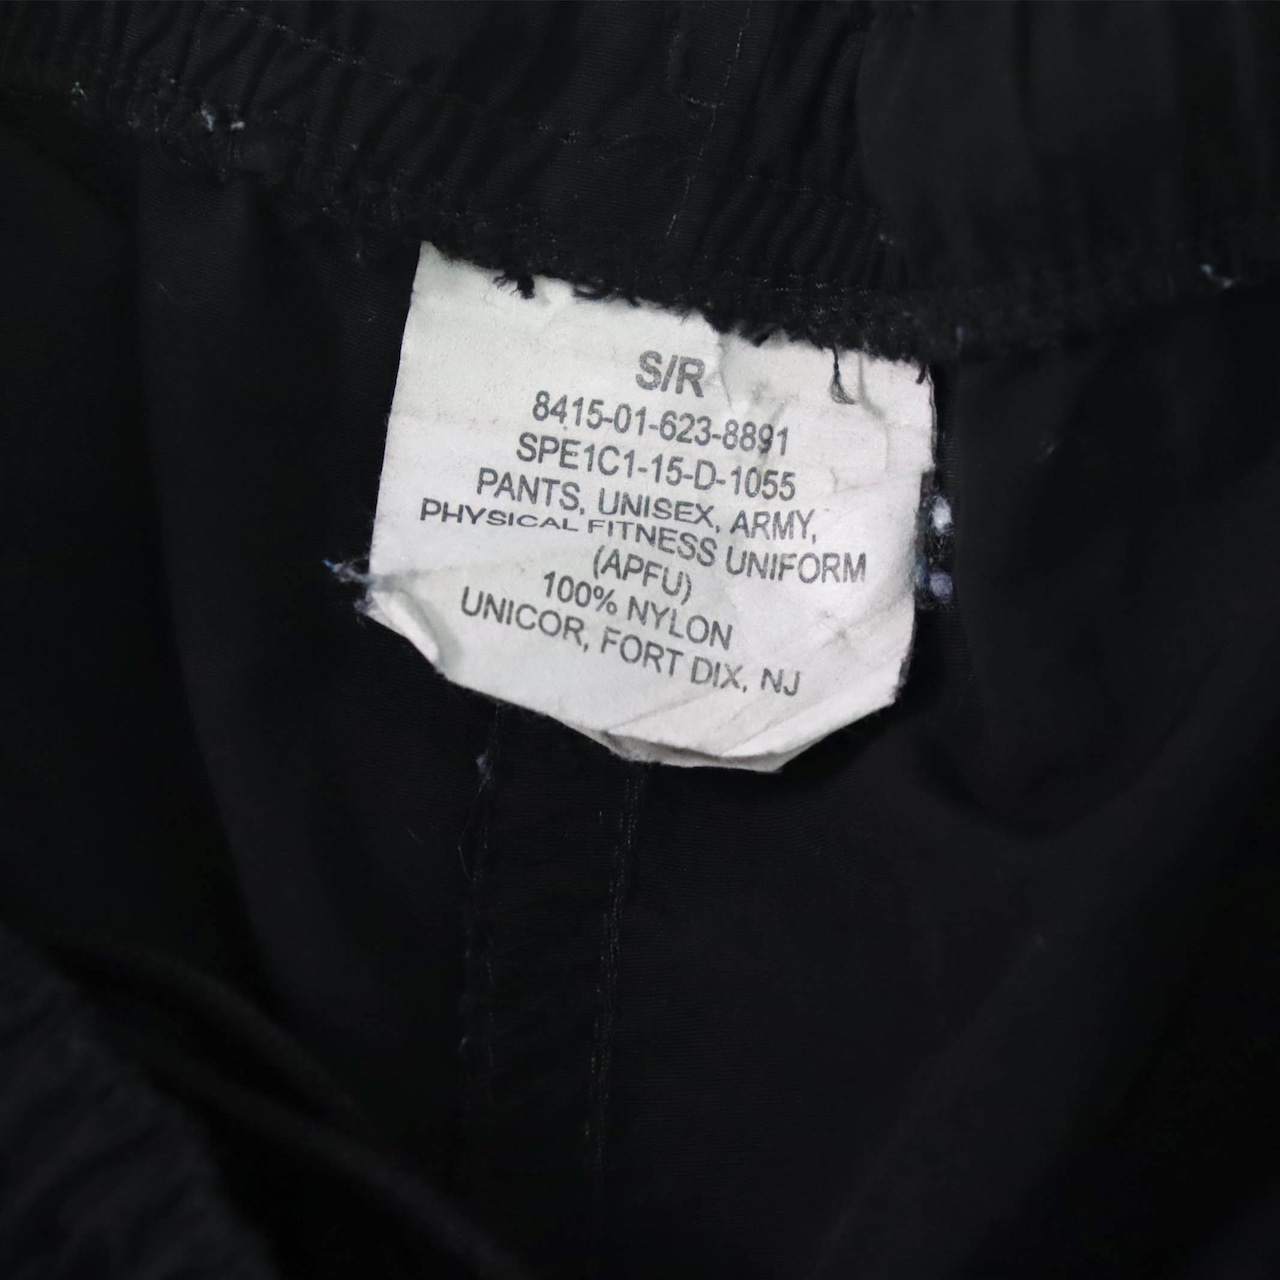 S/R
8415-01-623-8891
SPE1C1-15-D-1055
PANTS, UNISEX, ARMY,
PHYSICAL FITNESS UNIFORM
(APFU)
100% NYLON
UNICOR, FORT DIX, NJ